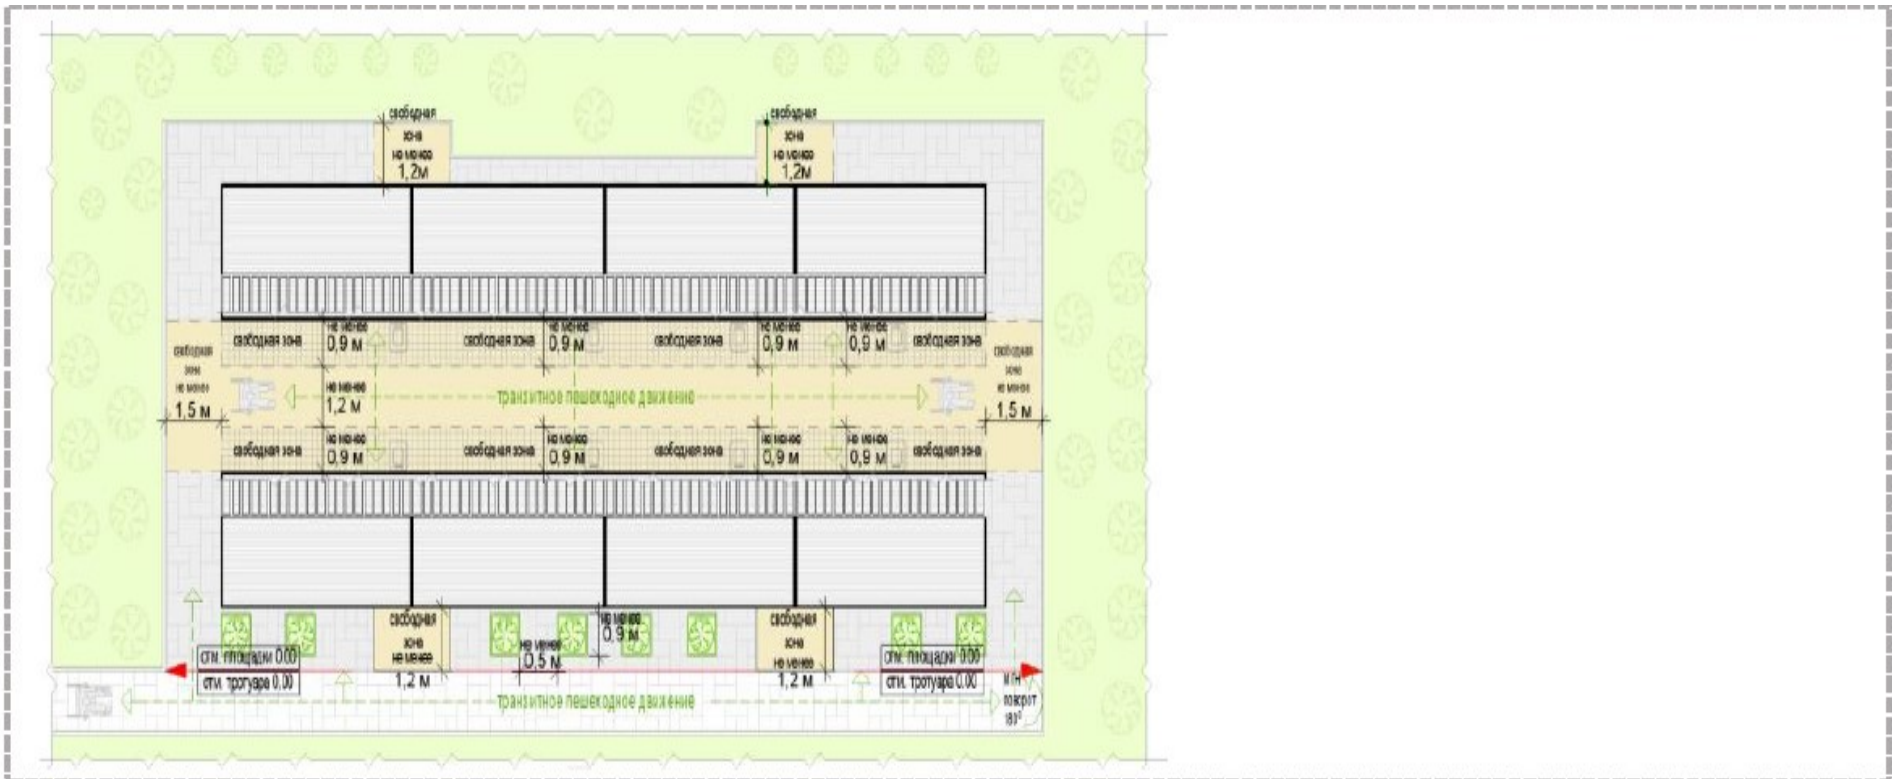 свободная
зона
не менее
1,2м
свободная
зона
не менее
1,2м
не менее
0,9 м
не менее
0,9 м
не менее
0,9 м
не менее
0,9 м
свободная зона
свободная зона
свободная зона
свободная зона
свободная
зона
не менее
1,5 м
не менее
1,2 м
транзитное пешеходное движение
свободная
зона
не менее
1,5 м
не менее
0,9 м
не менее
0,9 м
не менее
0,9 м
не менее
0,9 м
свободная зона
свободная зона
свободная зона
свободная зона
свободная
зона
не менее
1,2 м
не менее
0,9 м
не менее
0,5 м
свободная
зона
не менее
1,2 м
отм. площадки 0.00
отм. тротуара 0.00
отм. площадки 0.00
отм. тротуара 0.00
транзитное пешеходное движение
МГН
поворот
180°